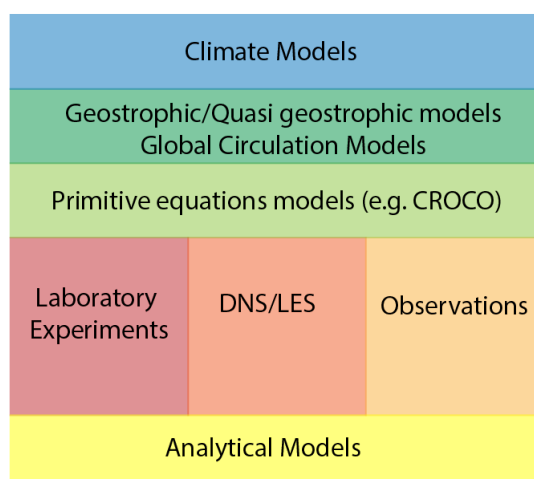 Climate Models
Geostrophic/Quasi geostrophic models
Global Circulation Models
Primitive equations models (e.g. CROCO)
Laboratory
Experiments
DNS/LES
Observations
Analytical Models